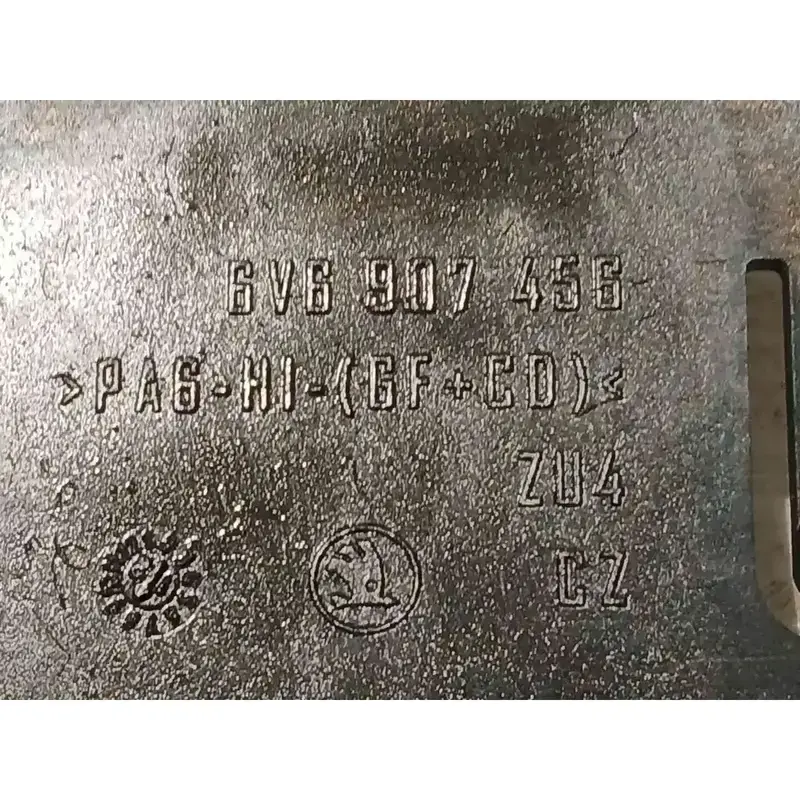 6V6 907 456
>PA6-HI-(GF+CD)<
ZU4
CZ